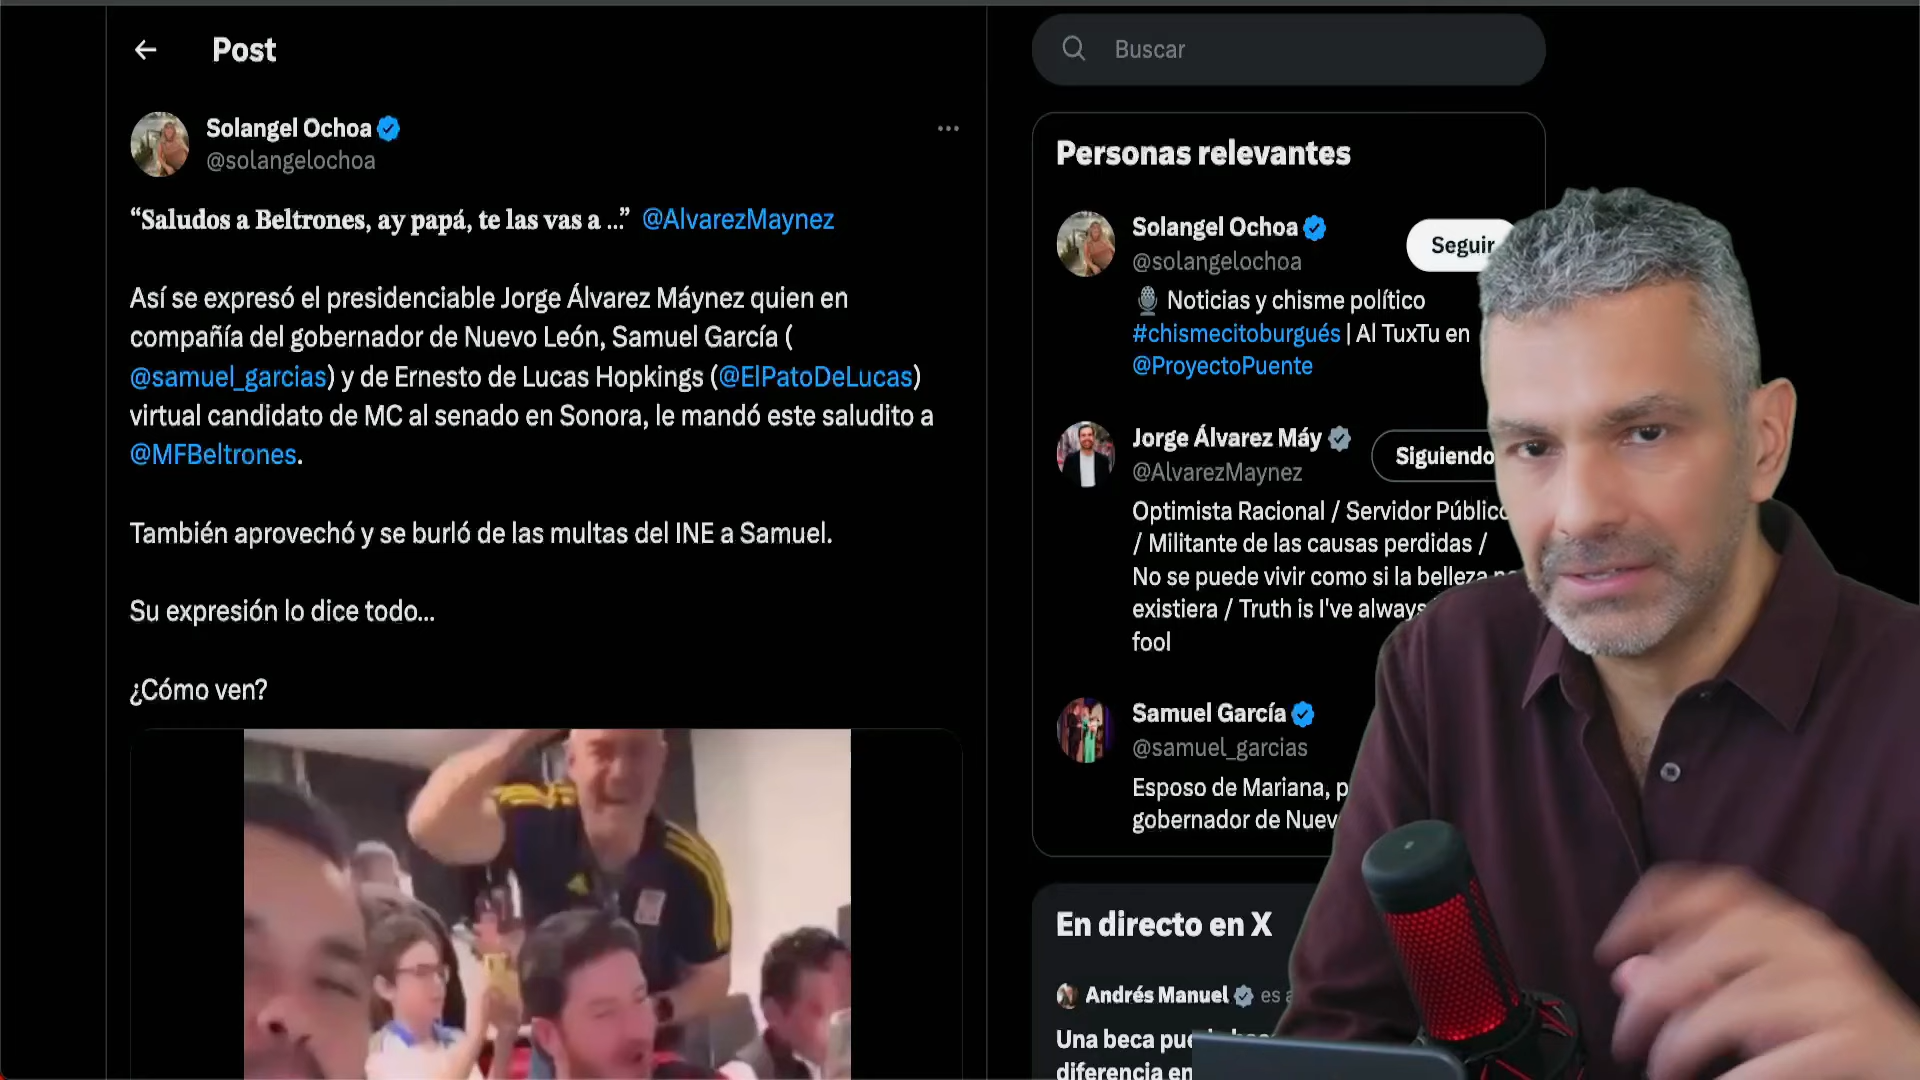 Post
Solangel Ochoa
@solangelochoa
“Saludos a Beltrones, ay papá, te las vas a ...” @AlvarezMaynez
Así se expresó el presidenciable Jorge Álvarez Máynez quien en
compañía del gobernador de Nuevo León, Samuel García (
@samuel_garcias) y de Ernesto de Lucas Hopkings (@ElPatoDeLucas)
virtual candidato de MC al senado en Sonora, le mandó este saludito a
@MFBeltrones.
También aprovechó y se burló de las multas del INE a Samuel.
Su expresión lo dice todo...
¿Cómo ven?
Buscar
Personas relevantes
Solangel Ochoa
@solangelochoa
Seguir
Noticias y chisme político
#chismecitoburgués | Al TuxTu en
@ProyectoPuente
Jorge Álvarez Máy
@AlvarezMaynez
Siguiendo
Optimista Racional / Servidor Público
/ Militante de las causas perdidas /
No se puede vivir como si la belleza
existiera / Truth is I've always
fool
Samuel García
@samuel_garcias
Esposo de Mariana, p
gobernador de Nuev
En directo en X
Andrés Manuel es
Una beca
diferencia en